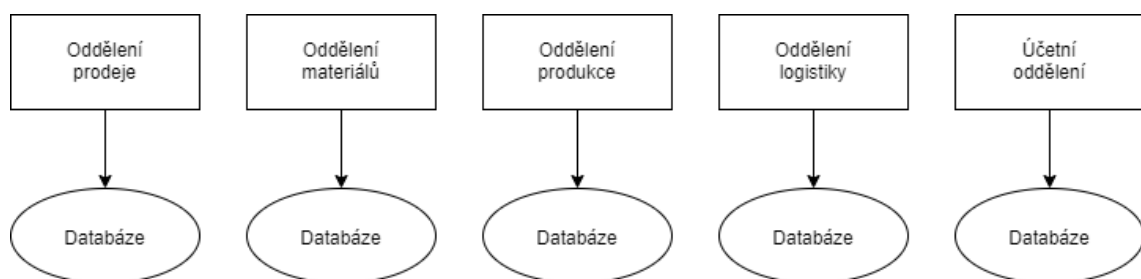 Oddělení
prodeje
Oddělení
materiálů
Oddělení
produkce
Oddělení
logistiky
Účetní
oddělení
Databáze
Databáze
Databáze
Databáze
Databáze